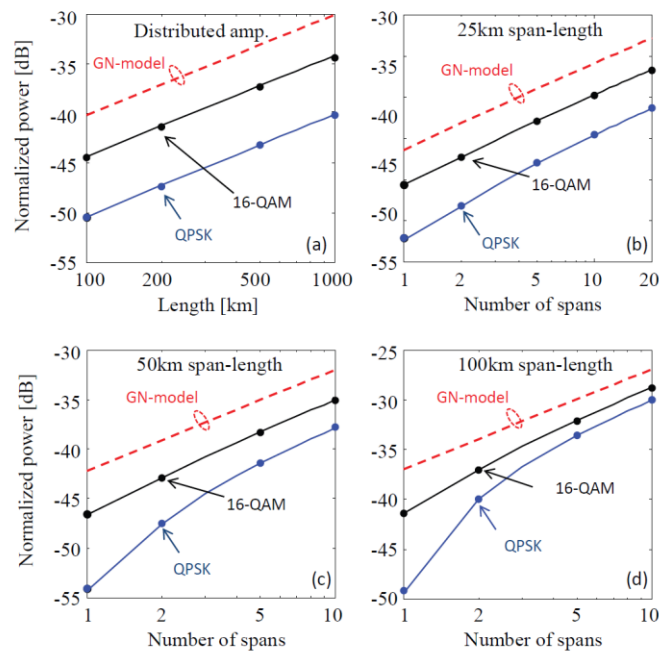 Distributed amp.
-30
-35
-40
-45
-50
-55
Normalized power [dB]
GN-model
16-QAM
QPSK
(a)
100
200
500
1000
Length [km]
25km span-length
-30
-35
-40
-45
-50
-55
GN-model
16-QAM
QPSK
(b)
1
2
5
10
20
Number of spans
50km span-length
-30
-35
-40
-45
-50
-55
Normalized power [dB]
GN-model
16-QAM
QPSK
(c)
1
2
5
10
Number of spans
100km span-length
-25
-30
-35
-40
-45
-50
GN-model
16-QAM
QPSK
(d)
1
2
5
10
Number of spans